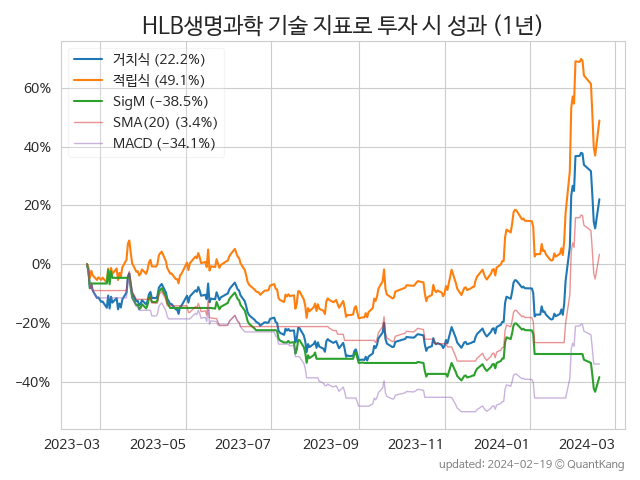 HLB생명과학 기술 지표로 투자 시 성과 (1년)
거치식 (22.2%)
적립식 (49.1%)
SigM (−38.5%)
SMA(20) (3.4%)
MACD (−34.1%)
60%
40%
20%
0%
−20%
−40%
2023-03 2023-05 2023-07 2023-09 2023-11 2024-01 2024-03
updated: 2024-02-19 © QuantKang